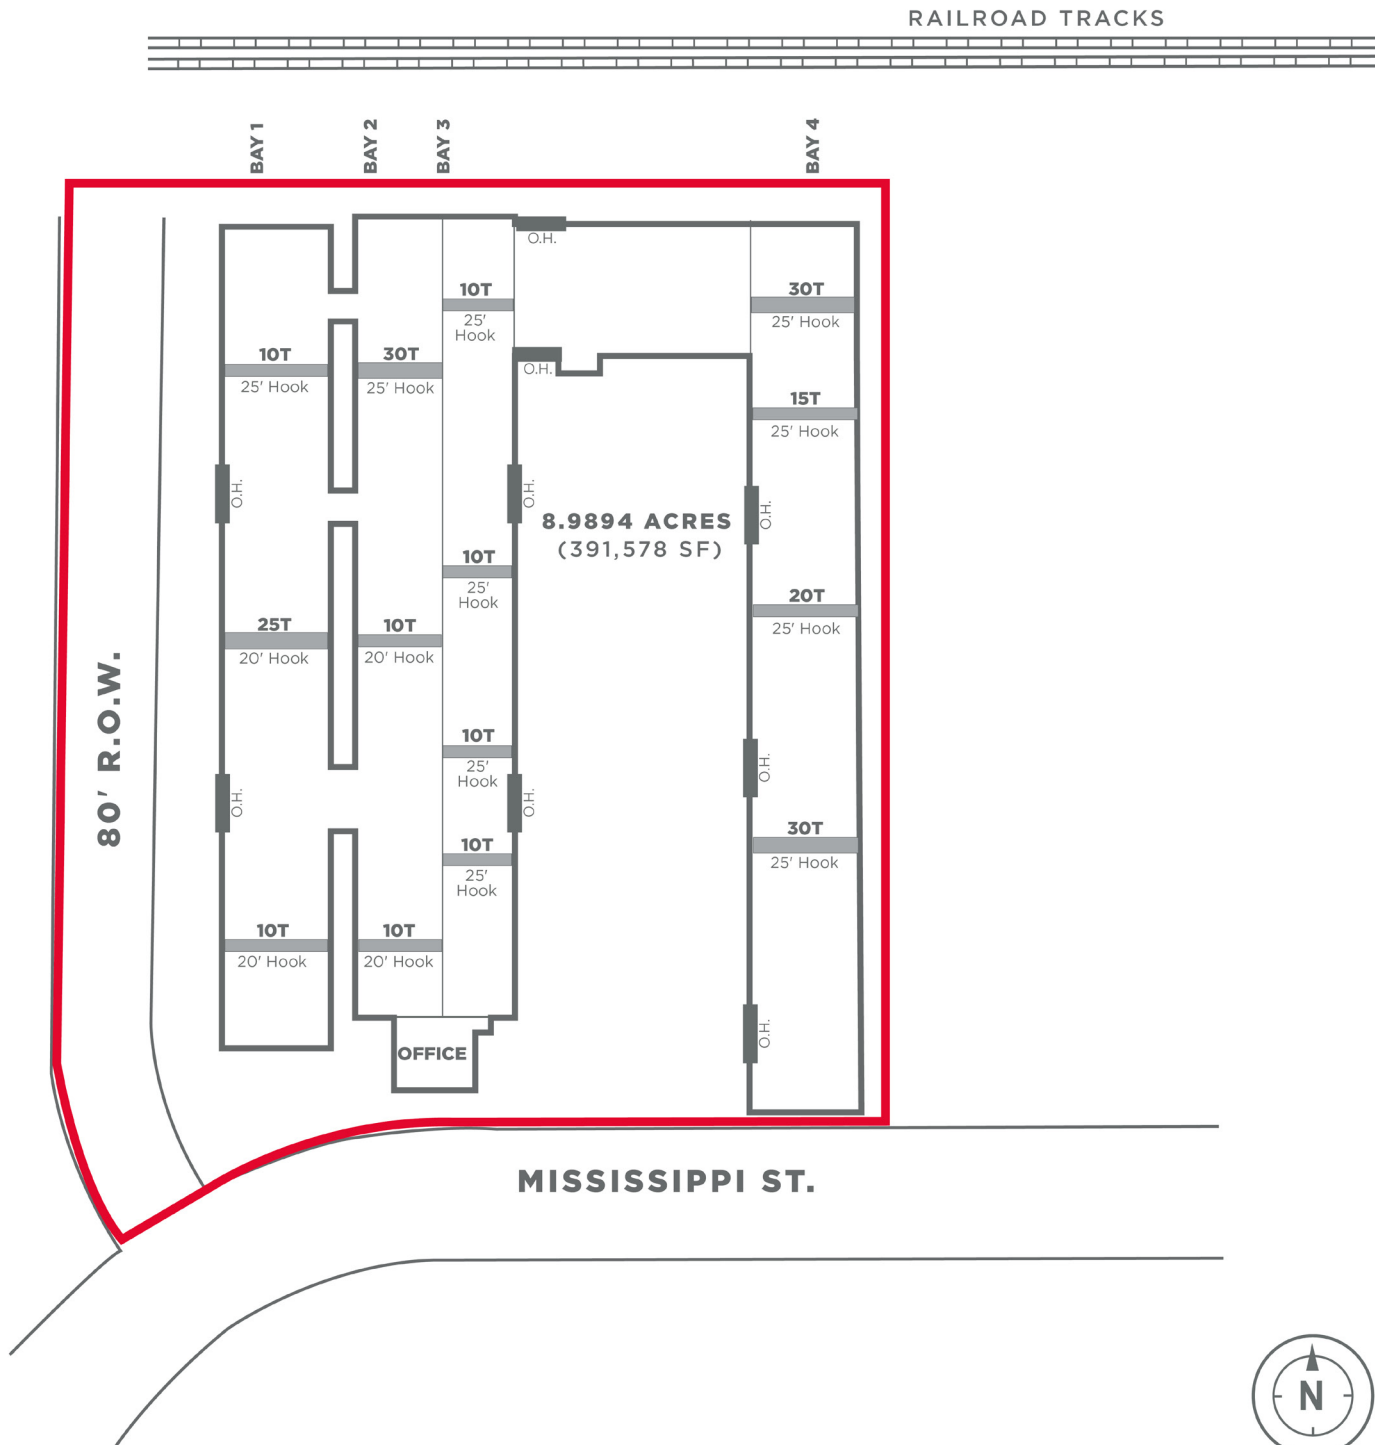 RAILROAD TRACKS
BAY 1
BAY 2
BAY 3
BAY 4
O.H.
10T
25'
Hook
30T
25' Hook
10T
25' Hook
30T
25' Hook
O.H.
15T
25' Hook
O.H.
O.H.
O.H.
8.9894 ACRES
(391,578 SF)
10T
25'
Hook
20T
25' Hook
25T
20' Hook
10T
20' Hook
80' R.O.W.
10T
25'
Hook
O.H.
O.H.
O.H.
10T
25'
Hook
30T
25' Hook
10T
20' Hook
10T
20' Hook
OFFICE
O.H.
MISSISSIPPI ST.
N